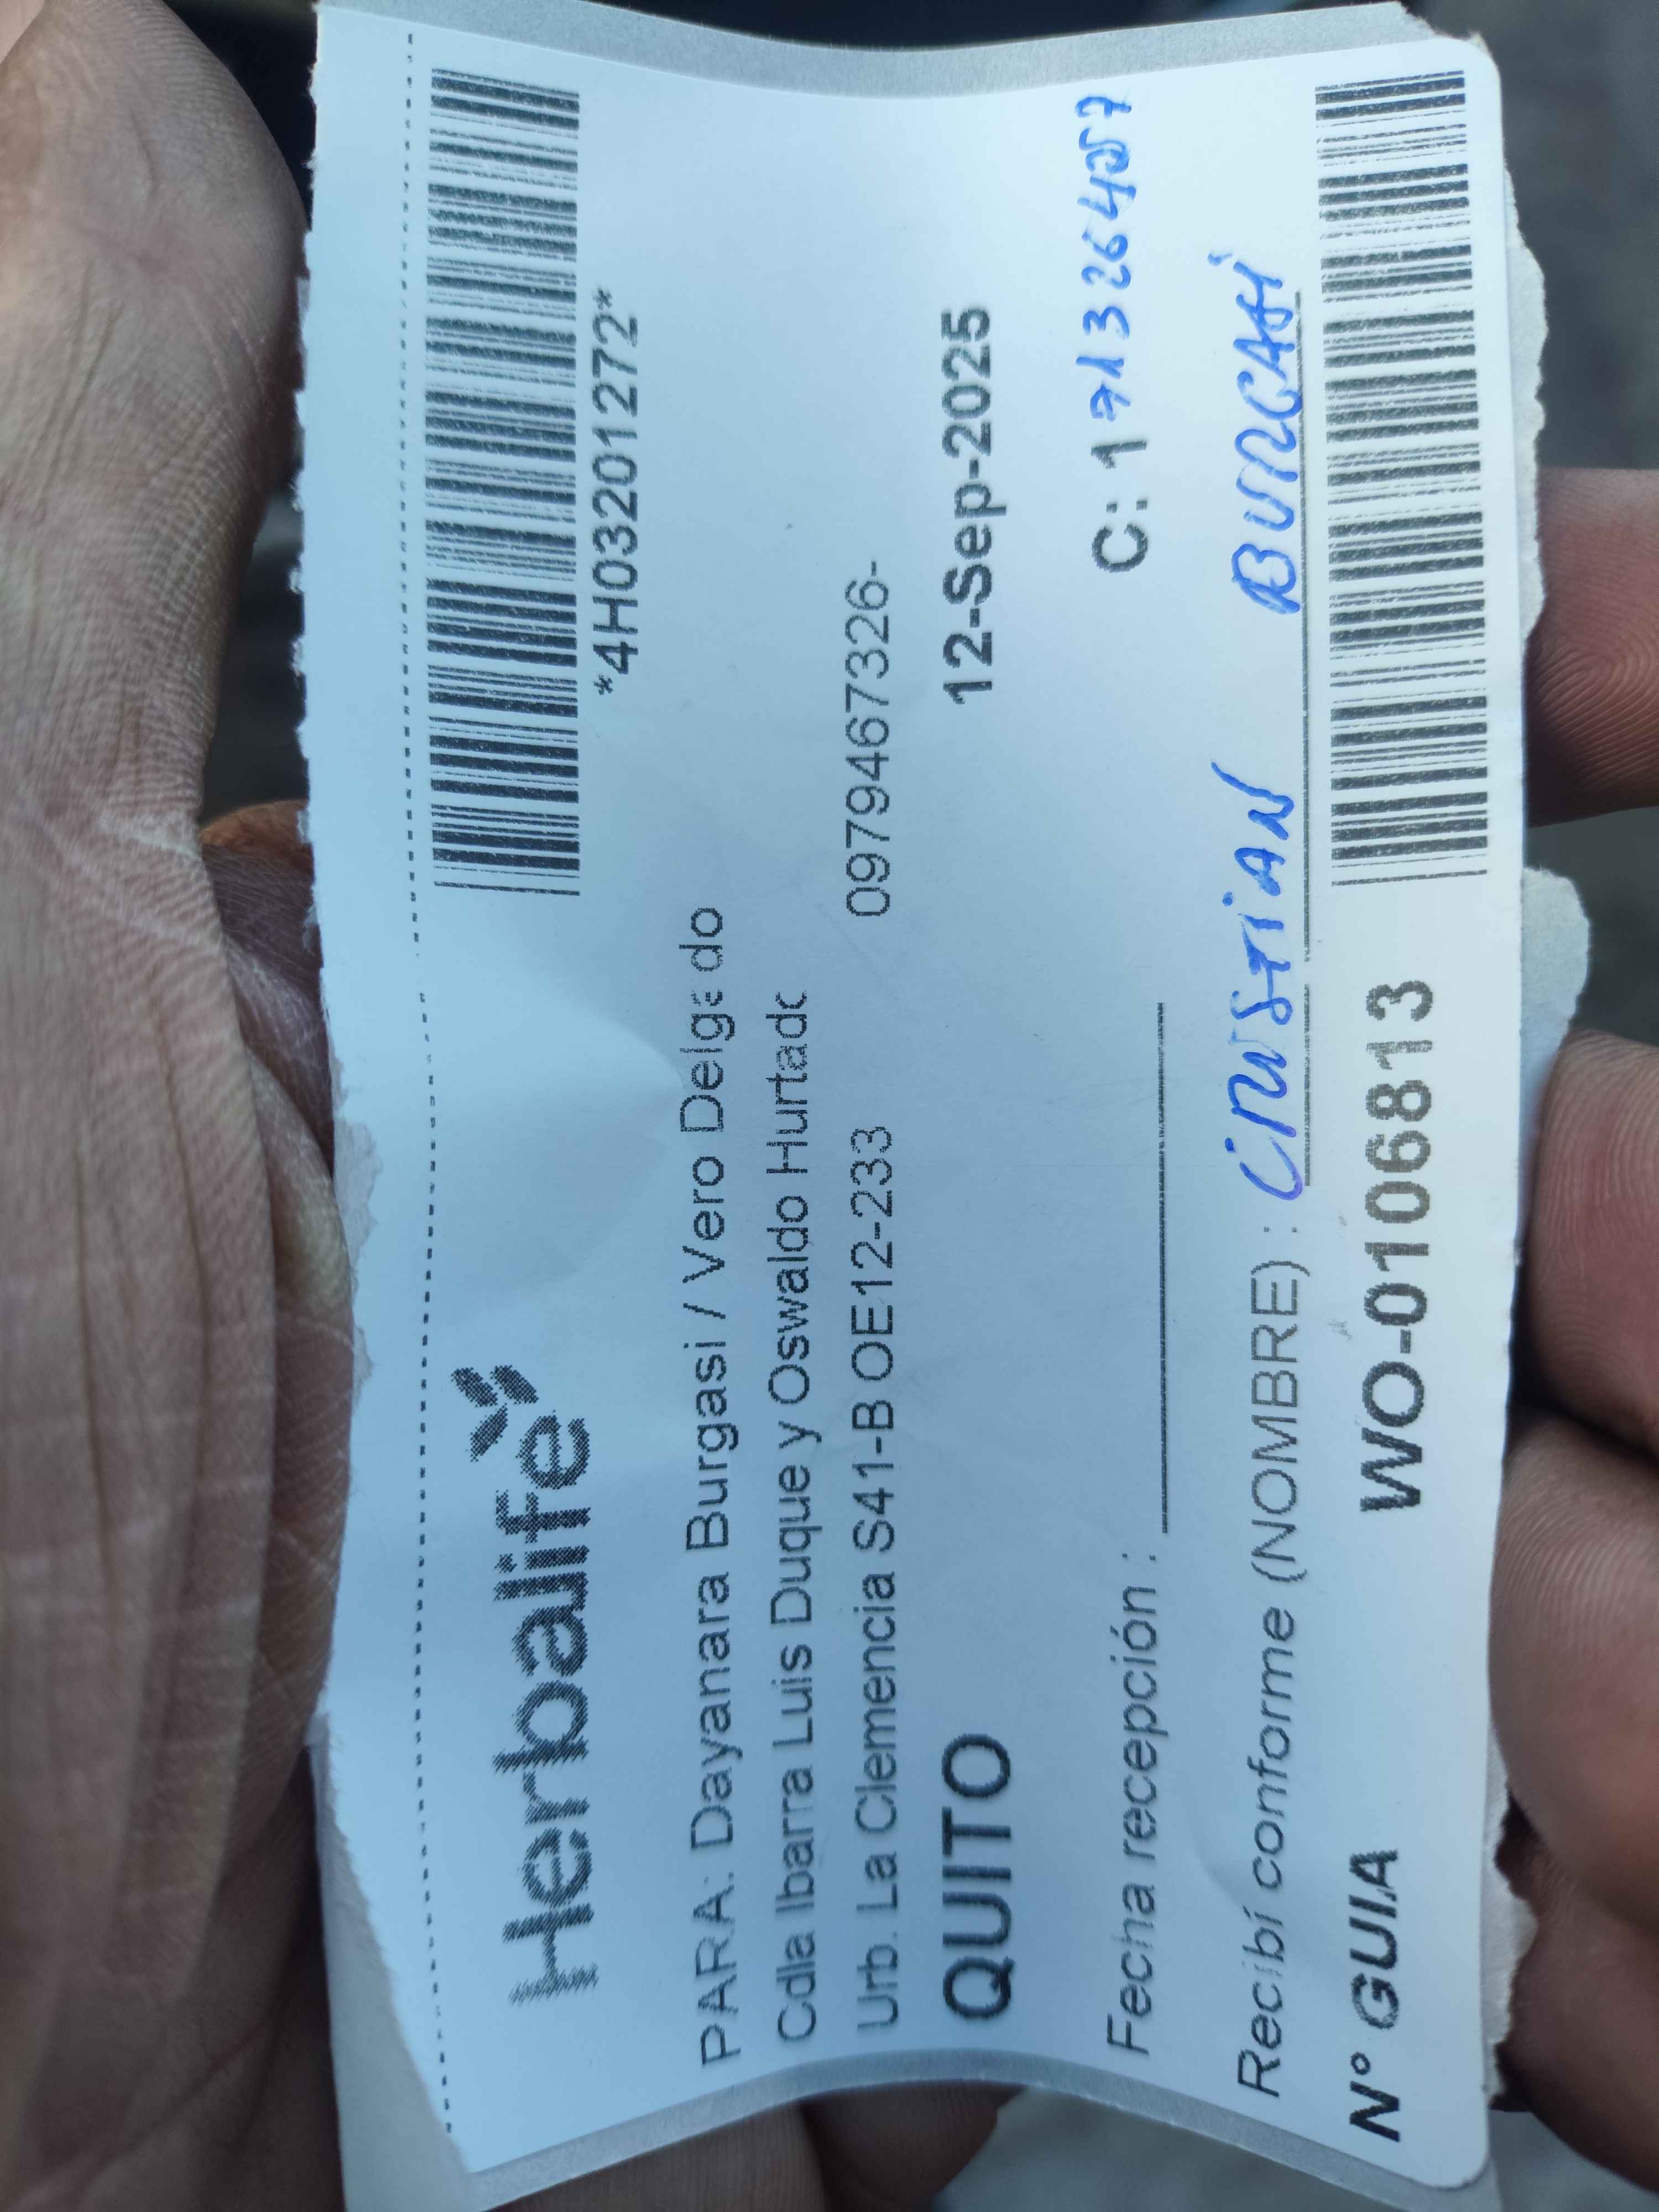 Herbalife
*4H03201272*
PARA: Dayanara Burgasi / Vero Delgado
Cdla Ibarra Luis Duque y Oswaldo Hurtado
Urb. La Clemencia S41-B OE12-233 0979467326-
QUITO 12-Sep-2025
Fecha recepción : C: 1713264057
Recibí conforme (NOMBRE) : CRISTIAN BURGASI
N° GUIA WO-0106813